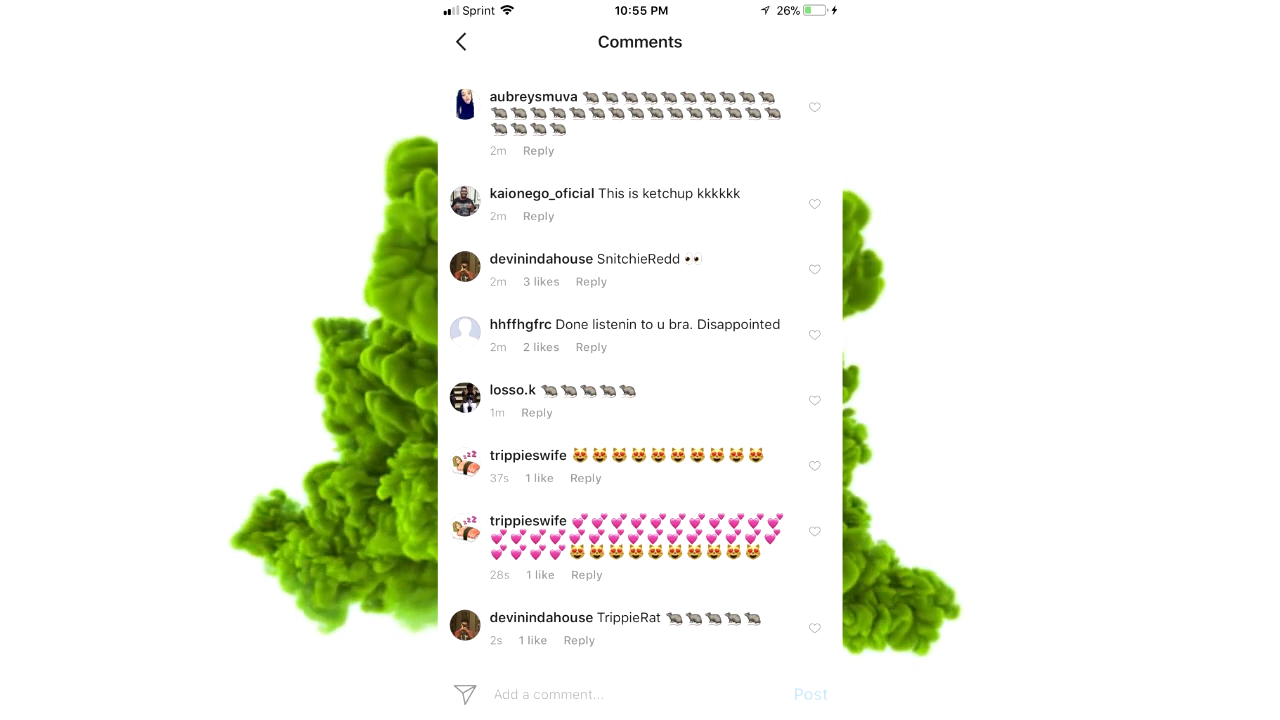 Sprint 10:55 PM 26%
Comments
aubreysmuva 🐀🐀🐀🐀🐀🐀🐀🐀🐀🐀
🐀🐀🐀🐀🐀🐀🐀🐀🐀🐀🐀🐀🐀🐀🐀
🐀🐀🐀🐀
2m Reply
kaionego_oficial This is ketchup kkkkkk
2m Reply
devinindahouse SnitchieRedd 👀
2m 3 likes Reply
hhffhgfrc Done listenin to u bra. Disappointed
2m 2 likes Reply
losso.k 🐀🐀🐀🐀🐀
1m Reply
trippieswife 😻😻😻😻😻😻😻😻😻😻
37s 1 like Reply
trippieswife 💕💕💕💕💕💕💕💕💕💕💕
💕💕💕💕💕💕💕💕💕💕💕💕💕💕💕
💕💕💕💕😻😻😻😻😻😻😻😻😻😻
28s 1 like Reply
devinindahouse TrippieRat 🐀🐀🐀🐀🐀
2s 1 like Reply
Add a comment... Post